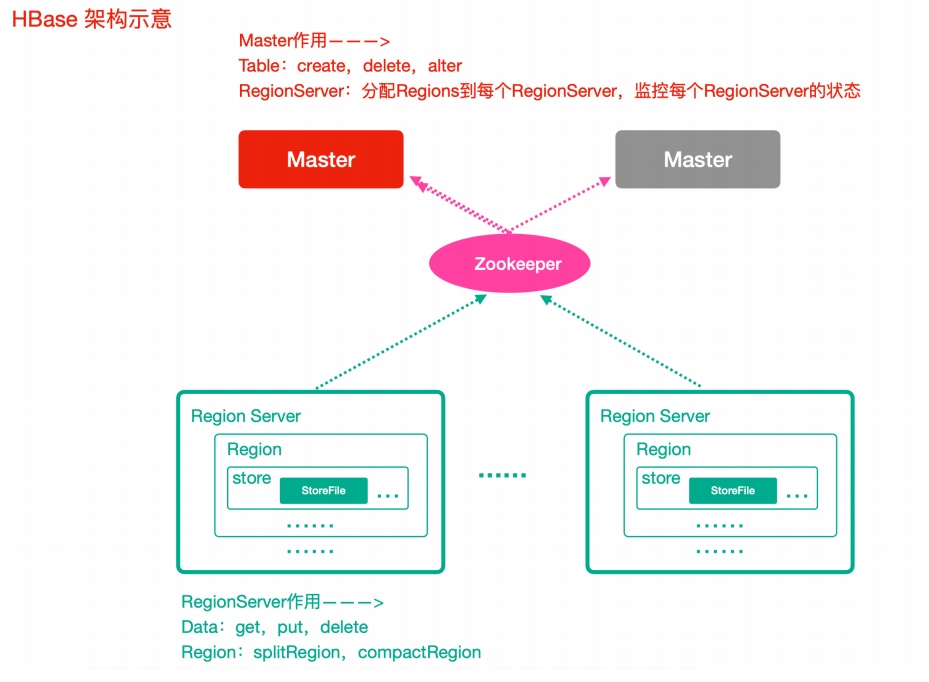 HBase 架构示意
Master作用———>
Table：create，delete，alter
RegionServer：分配Regions到每个RegionServer，监控每个RegionServer的状态
Master
Master
Zookeeper
Region Server
Region
store
StoreFile
...
......
......
......
Region Server
Region
store
StoreFile
...
......
......
RegionServer作用———>
Data：get，put，delete
Region：splitRegion，compactRegion